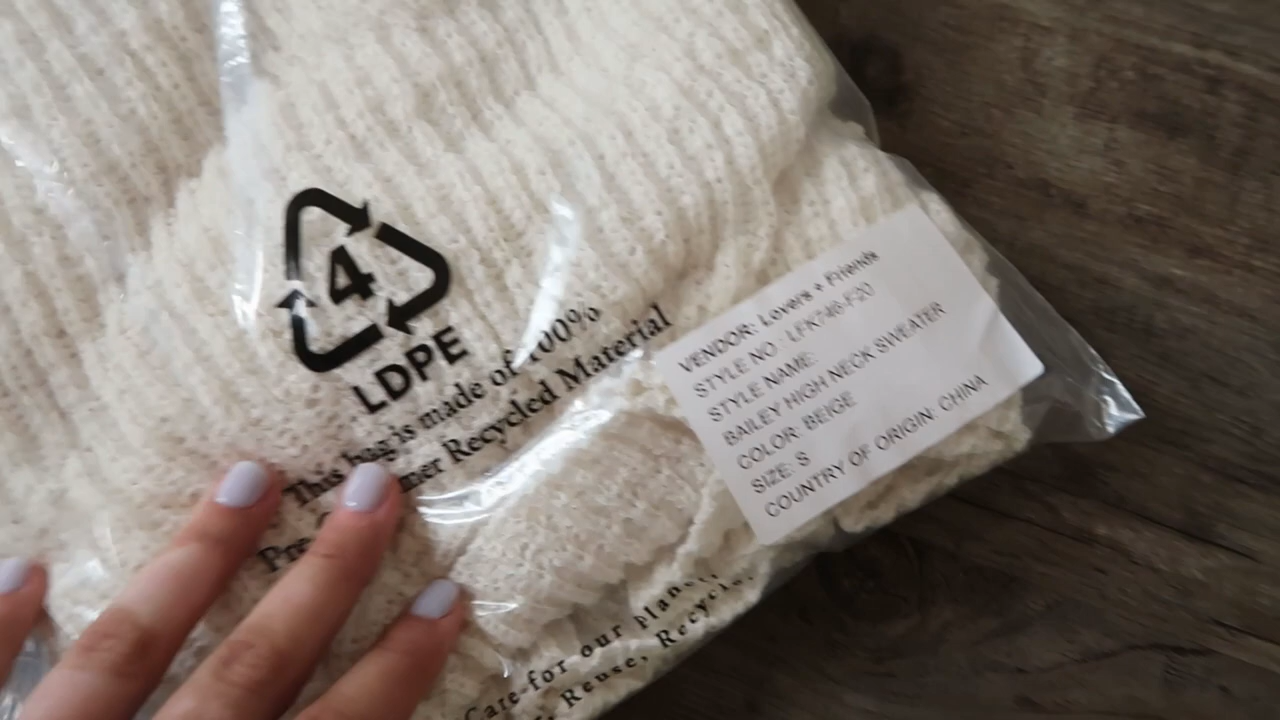 4
LDPE
This bag is made of 100%
Recycled Material
VENDOR: Lovers + Friends
STYLE NO : LFK746-F20
STYLE NAME:
BAILEY HIGH NECK SWEATER
COLOR: BEIGE
SIZE: S
COUNTRY OF ORIGIN: CHINA
Care for our planet,
Reuse, Recycle.